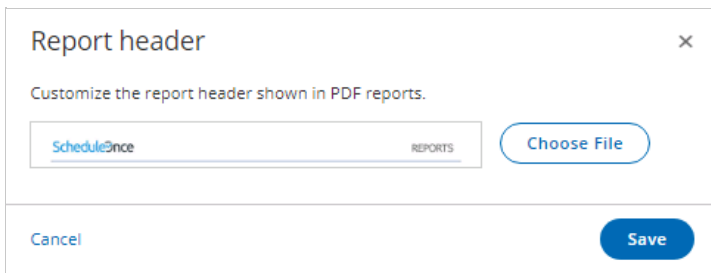 Report header
Customize the report header shown in PDF reports.
ScheduleOnce REPORTS
Choose File
Cancel
Save